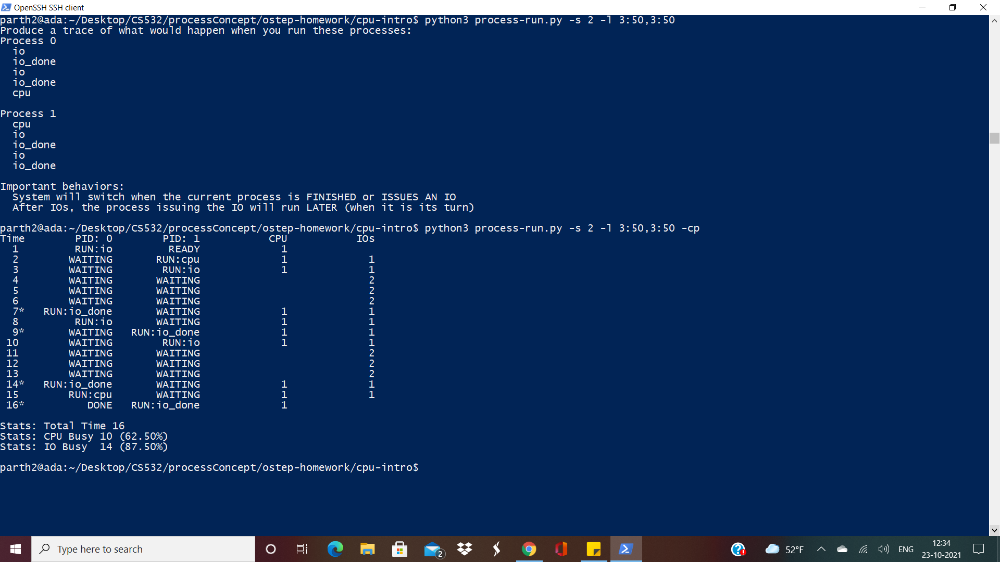 OpenSSH SSH client
parth2@ada:~/Desktop/CS532/processConcept/ostep-homework/cpu-intro$ python3 process-run.py -s 2 -l 3:50,3:50
Produce a trace of what would happen when you run these processes:
Process 0
  io
  io_done
  io
  io_done
  cpu

Process 1
  cpu
  io
  io_done
  io
  io_done

Important behaviors:
  System will switch when the current process is FINISHED or ISSUES AN IO
  After IOs, the process issuing the IO will run LATER (when it is its turn)

parth2@ada:~/Desktop/CS532/processConcept/ostep-homework/cpu-intro$ python3 process-run.py -s 2 -l 3:50,3:50 -cp
Time        PID: 0        PID: 1           CPU           IOs
  1         RUN:io         READY             1
  2        WAITING       RUN:cpu             1             1
  3        WAITING        RUN:io             1             1
  4        WAITING       WAITING                           2
  5        WAITING       WAITING                           2
  6        WAITING       WAITING                           2
  7*   RUN:io_done       WAITING             1             1
  8         RUN:io       WAITING             1             1
  9*       WAITING   RUN:io_done             1             1
 10        WAITING        RUN:io             1             1
 11        WAITING       WAITING                           2
 12        WAITING       WAITING                           2
 13        WAITING       WAITING                           2
 14*   RUN:io_done       WAITING             1             1
 15        RUN:cpu       WAITING             1             1
 16*          DONE   RUN:io_done             1

Stats: Total Time 16
Stats: CPU Busy 10 (62.50%)
Stats: IO Busy  14 (87.50%)

parth2@ada:~/Desktop/CS532/processConcept/ostep-homework/cpu-intro$
Type here to search
2
52°F
ENG
12:34
23-10-2021